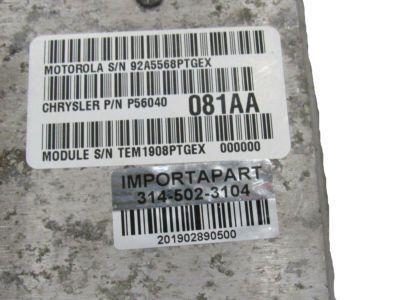 MOTOROLA S/N 92A5568PTGEX
CHRYSLER P/N P56040 081AA
MODULE S/N TEM1908PTGEX 000000
IMPORTAPART
314-502-3104
201902890500